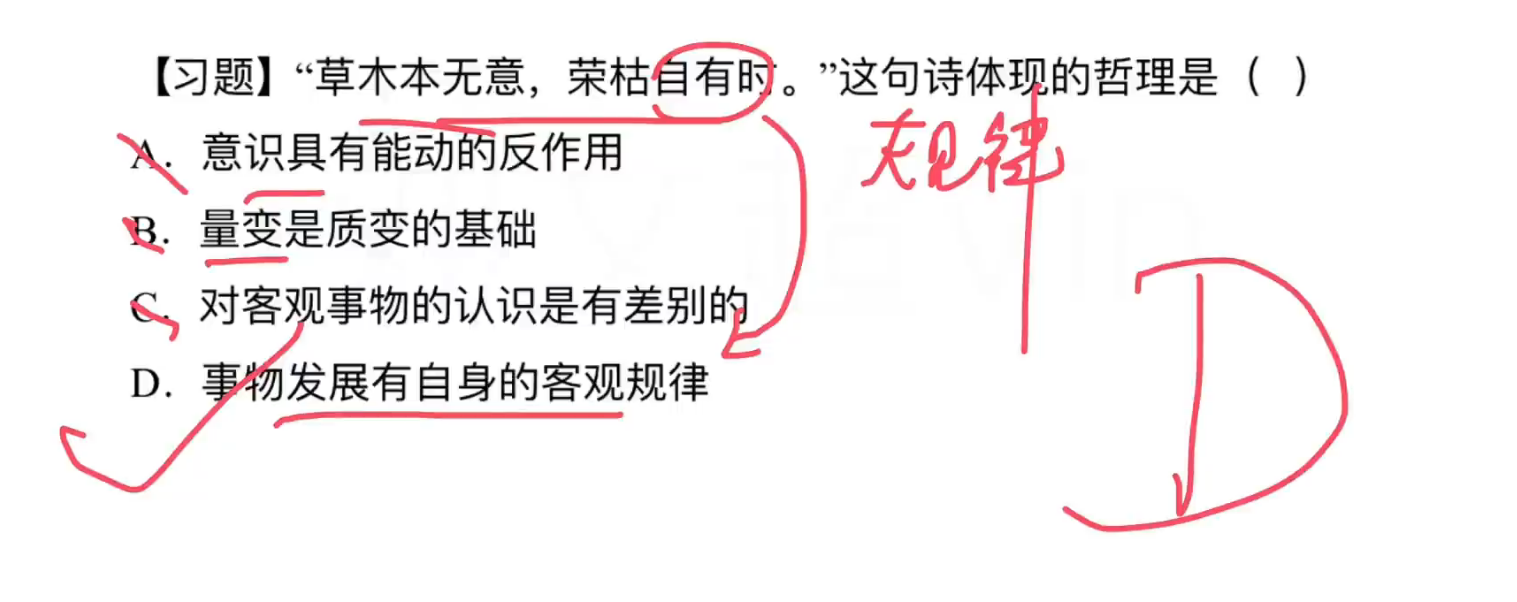 【习题】“草木本无意，荣枯自有时。”这句诗体现的哲理是（ ）
规律
A. 意识具有能动的反作用
B. 量变是质变的基础
C. 对客观事物的认识是有差别的
D. 事物发展有自身的客观规律
D